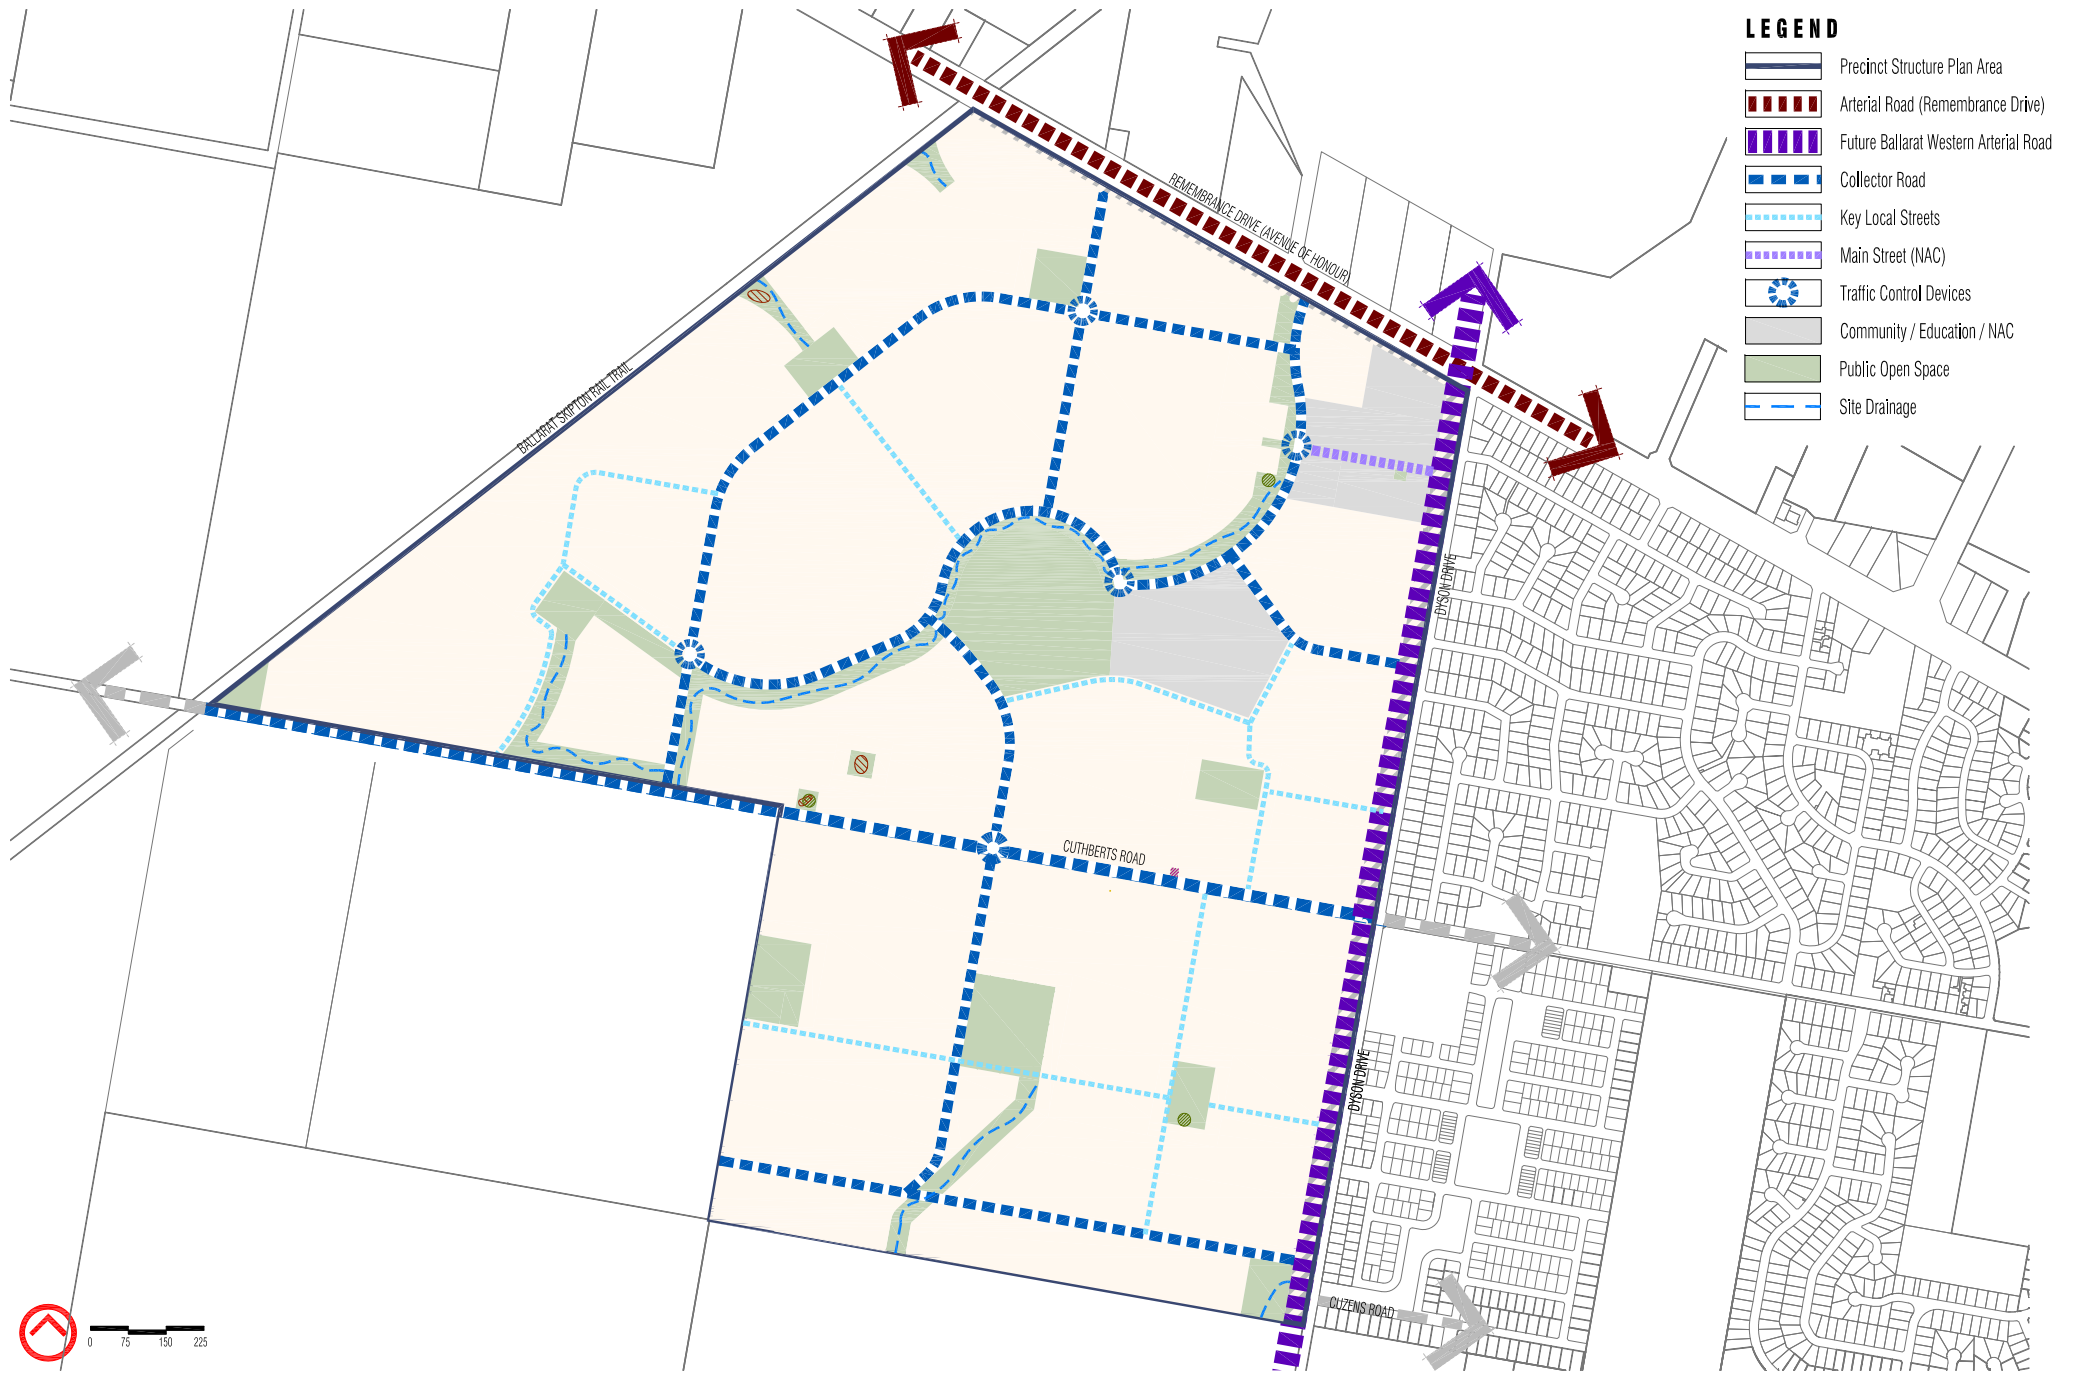 LEGEND
Precinct Structure Plan Area
Arterial Road (Remembrance Drive)
Future Ballarat Western Arterial Road
Collector Road
Key Local Streets
Main Street (NAC)
Traffic Control Devices
Community / Education / NAC
Public Open Space
Site Drainage
REMEMBRANCE DRIVE (AVENUE OF HONOUR)
BALLARAT SKIPTON RAIL TRAIL
DYSON DRIVE
CUTHBERTS ROAD
DYSON DRIVE
CUZENS ROAD
0 75 150 225